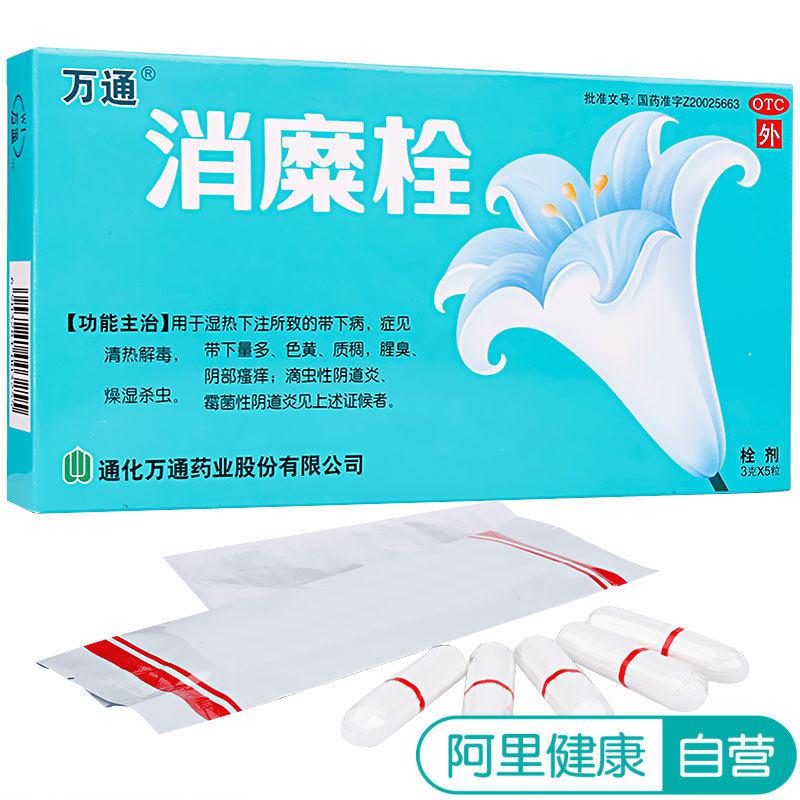 万通®
批准文号: 国药准字Z20025663
OTC
外
消糜栓
【功能主治】用于湿热下注所致的带下病，症见
清热解毒，带下量多、色黄、质稠，腥臭、
阴部瘙痒；滴虫性阴道炎、
燥湿杀虫。霉菌性阴道炎见上述证候者。
通化万通药业股份有限公司
栓 剂
3克X5粒
阿里健康 自营